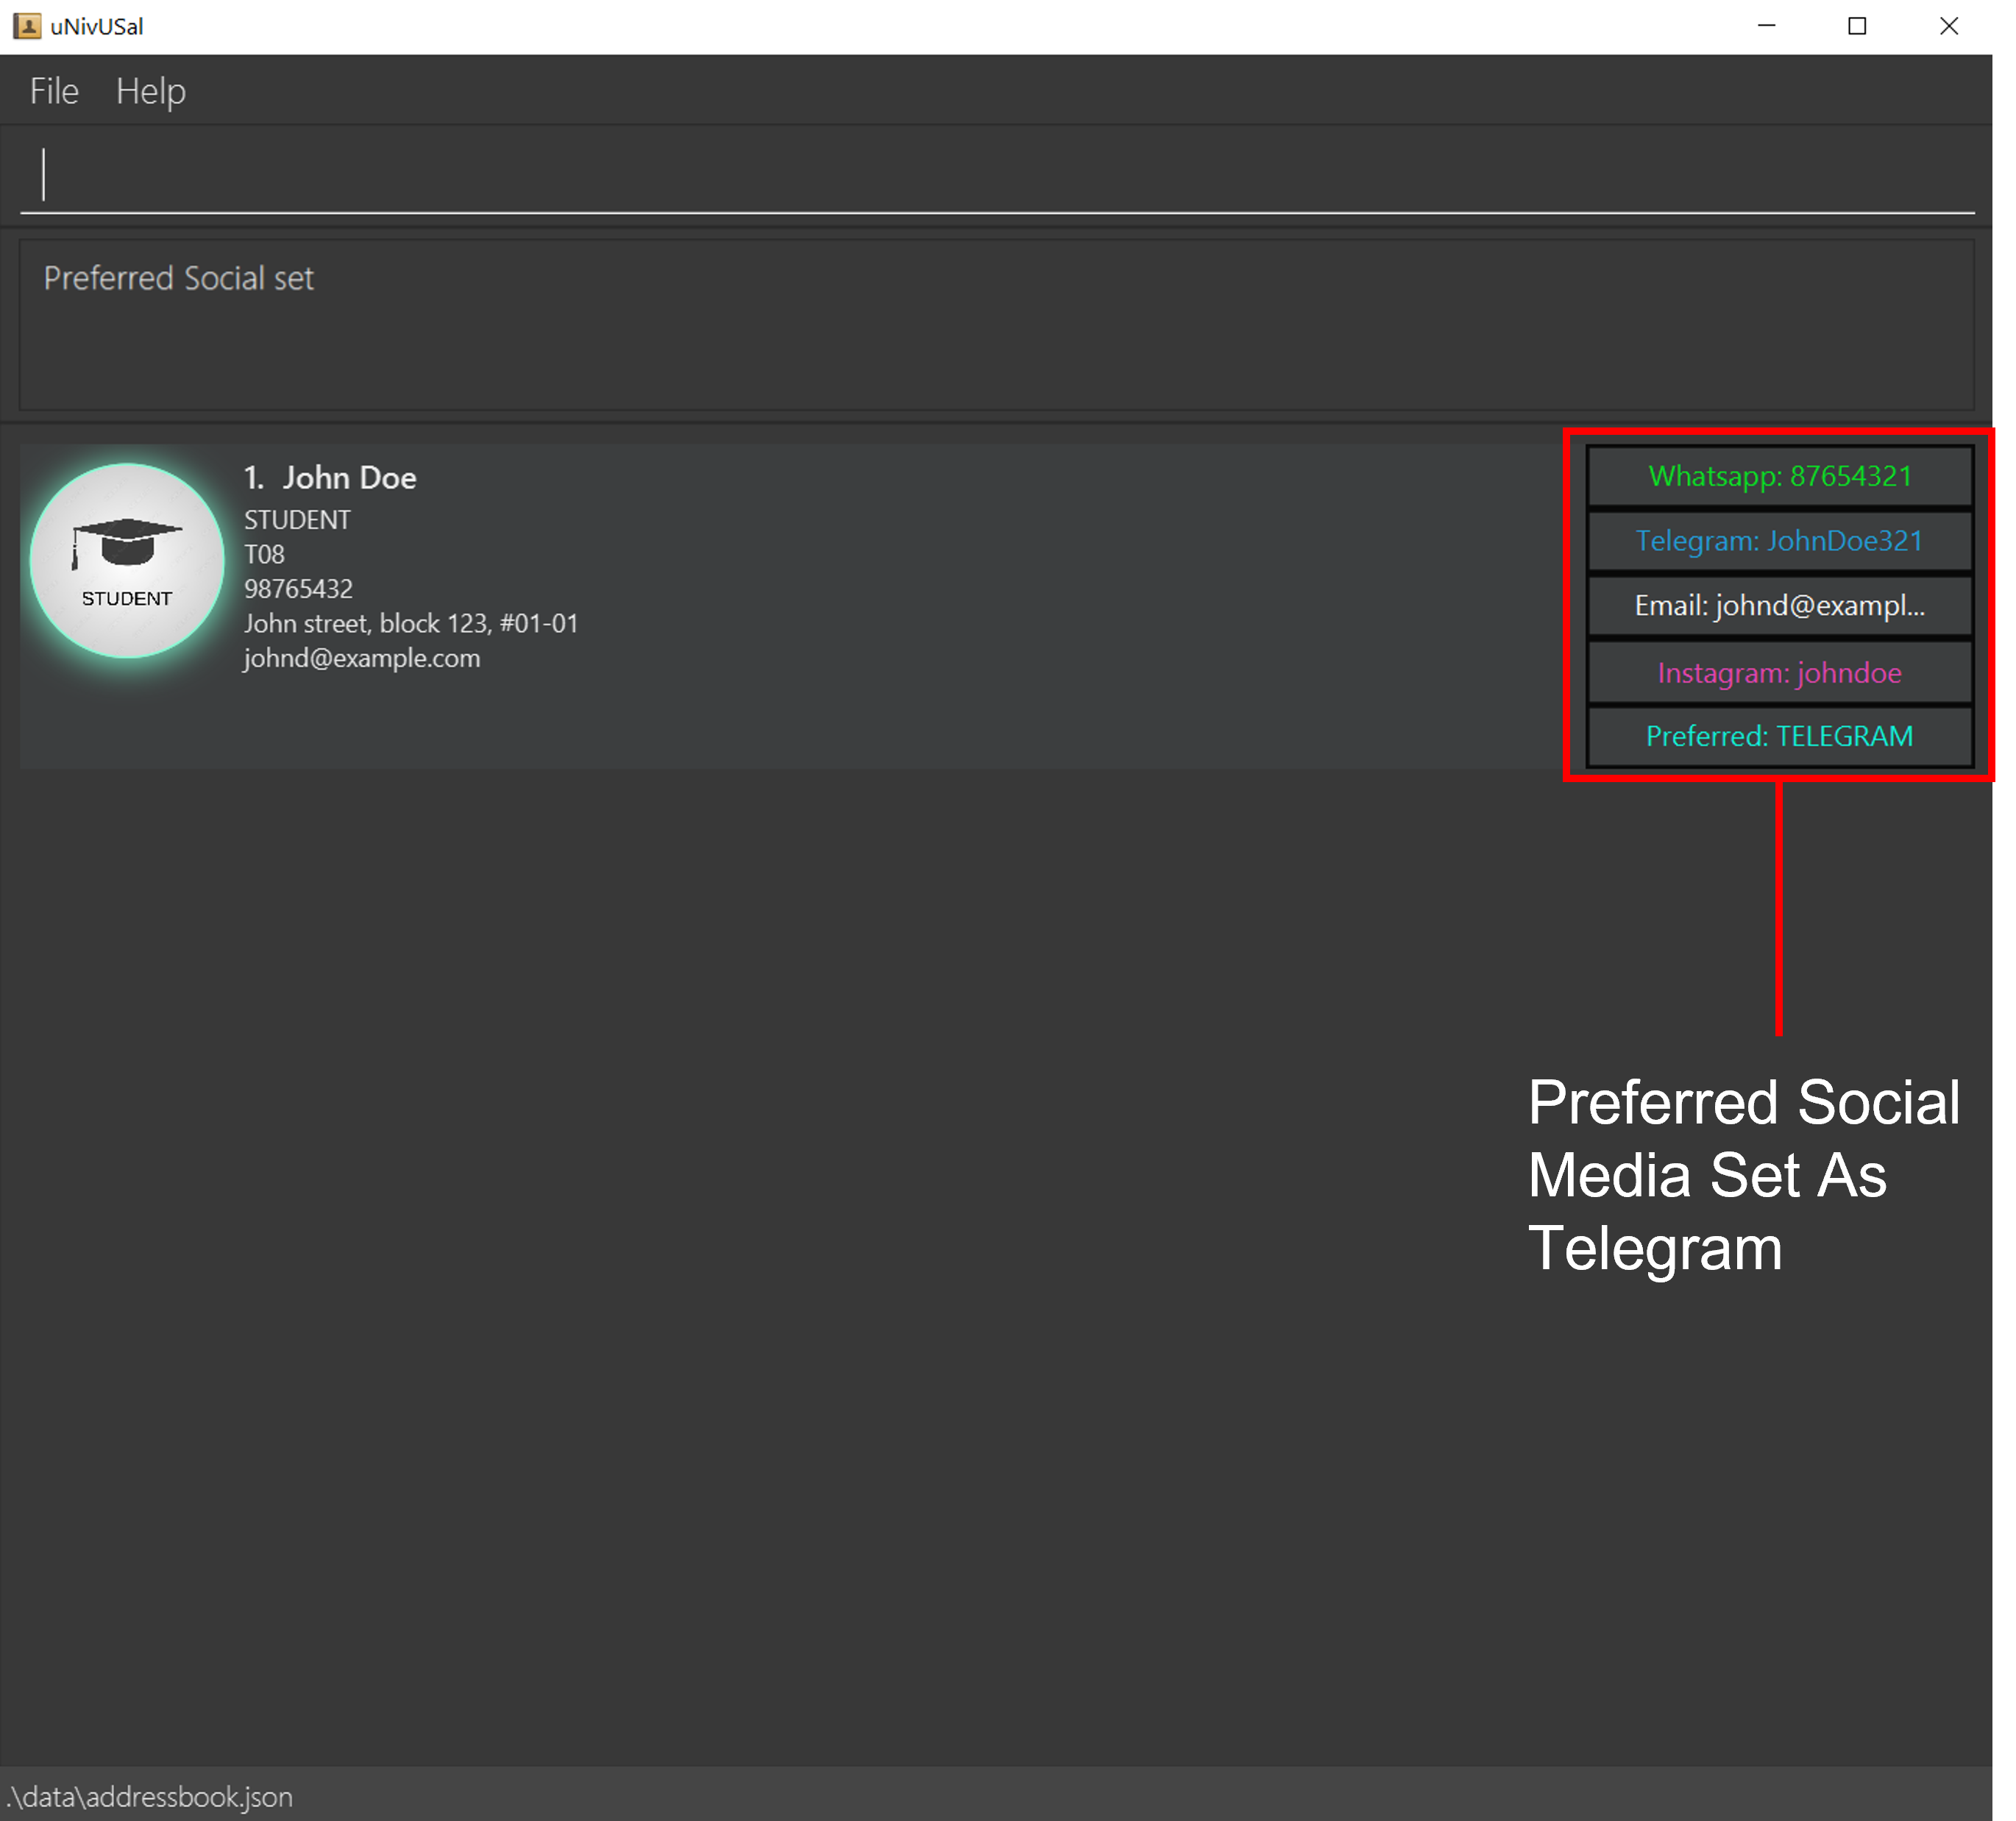 uNivUSal
File Help
Preferred Social set
STUDENT
1. John Doe
STUDENT
T08
98765432
John street, block 123, #01-01
johnd@example.com
Whatsapp: 87654321
Telegram: JohnDoe321
Email: johnd@exampl...
Instagram: johndoe
Preferred: TELEGRAM
Preferred Social
Media Set As
Telegram
.\data\addressbook.json